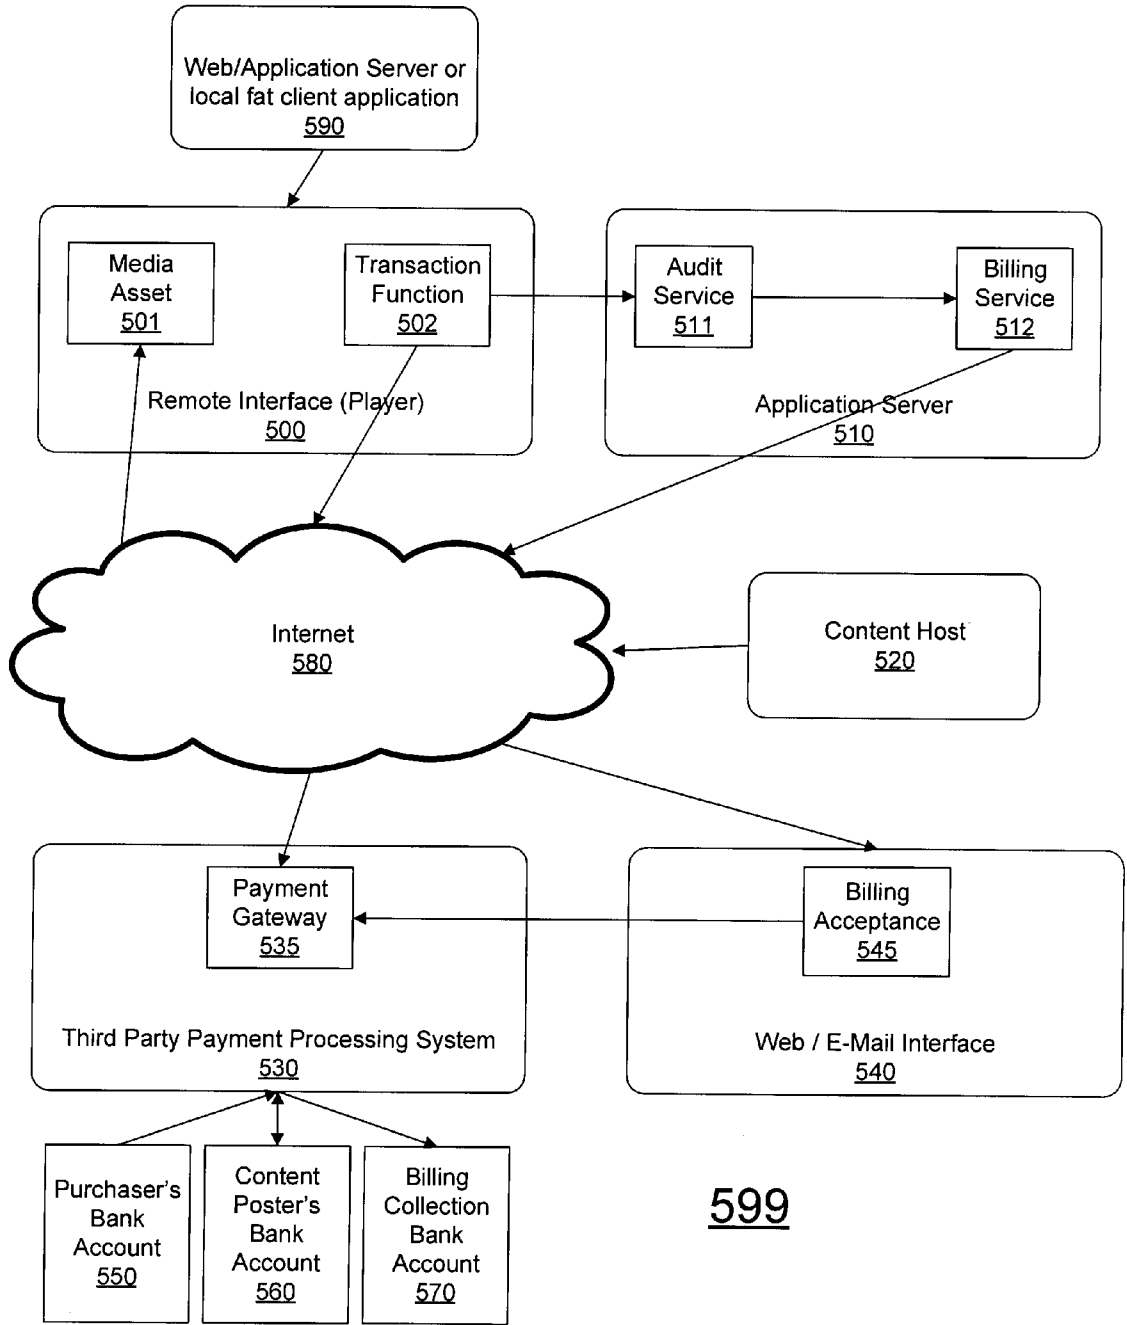 Web/Application Server or
local fat client application
590
Media
Asset
501
Transaction
Function
502
Remote Interface (Player)
500
Audit
Service
511
Billing
Service
512
Application Server
510
Internet
580
Content Host
520
Payment
Gateway
535
Third Party Payment Processing System
530
Billing
Acceptance
545
Web / E-Mail Interface
540
Purchaser's
Bank
Account
550
Content
Poster's
Bank
Account
560
Billing
Collection
Bank
Account
570
599